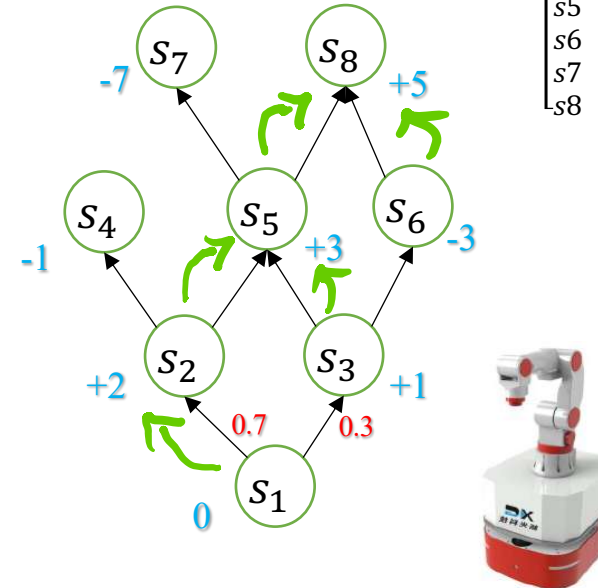 s5
s6
s7
s8
s₇
s₈
-7
+5
s₄
s₅
s₆
-1
+3
-3
s₂
s₃
+2
+1
0.7
0.3
s₁
0
DX